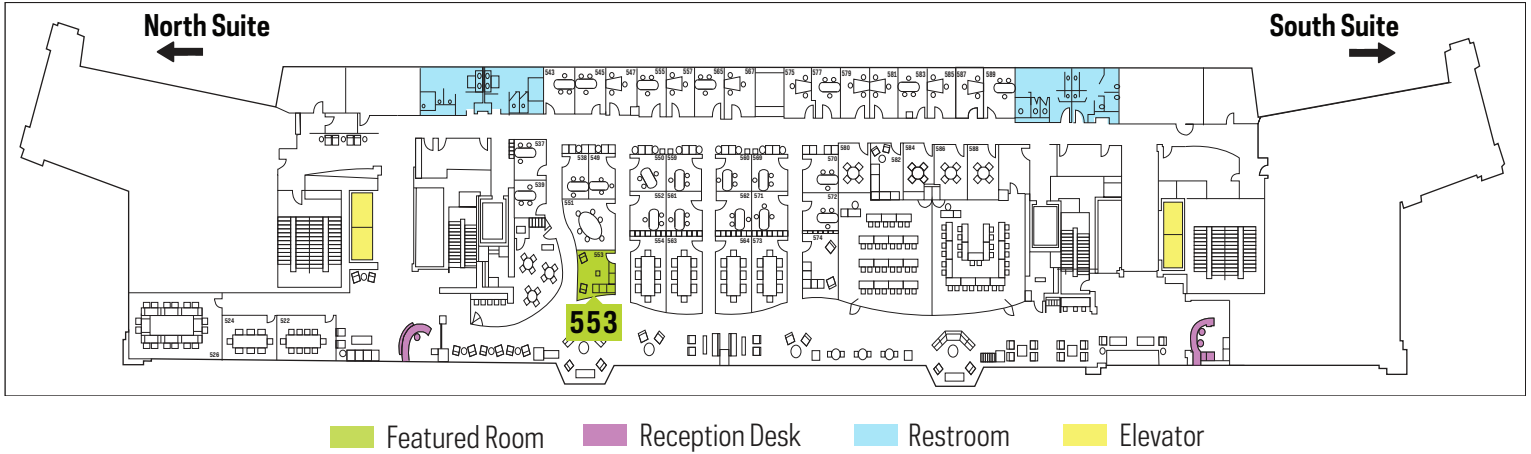 North Suite
South Suite
543 545 547 555 557 565 567 575 577 579 581 583 585 587 589
537 538 549 550 559 560 569 570 580 582 584 586 588
539 552 561 562 571 572
551
553 554 563 564 573 574
553
524 522
526
Featured Room
Reception Desk
Restroom
Elevator